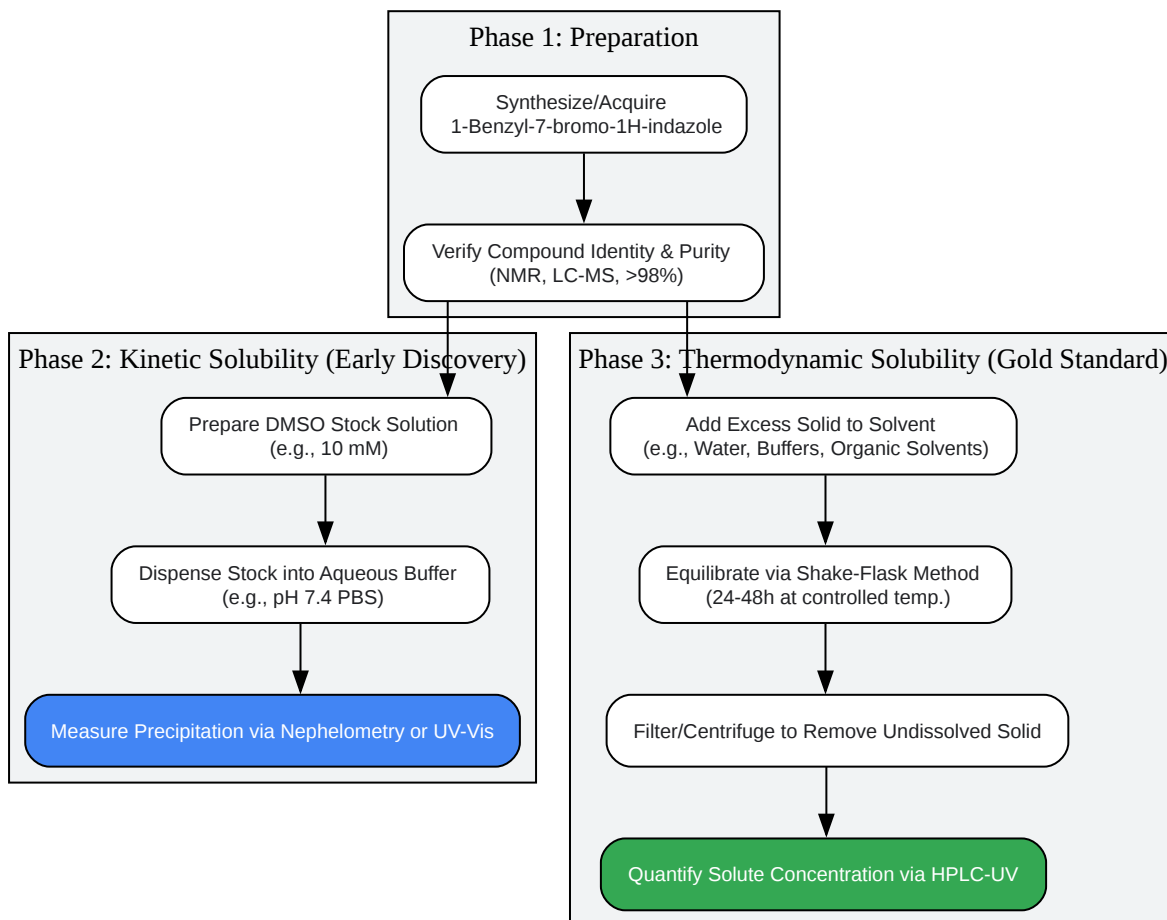 Phase 1: Preparation
Synthesize/Acquire
1-Benzyl-7-bromo-1H-indazole
Verify Compound Identity & Purity
(NMR, LC-MS, >98%)
Phase 2: Kinetic Solubility (Early Discovery)
Prepare DMSO Stock Solution
(e.g., 10 mM)
Dispense Stock into Aqueous Buffer
(e.g., pH 7.4 PBS)
Measure Precipitation via Nephelometry or UV-Vis
Phase 3: Thermodynamic Solubility (Gold Standard)
Add Excess Solid to Solvent
(e.g., Water, Buffers, Organic Solvents)
Equilibrate via Shake-Flask Method
(24-48h at controlled temp.)
Filter/Centrifuge to Remove Undissolved Solid
Quantify Solute Concentration via HPLC-UV